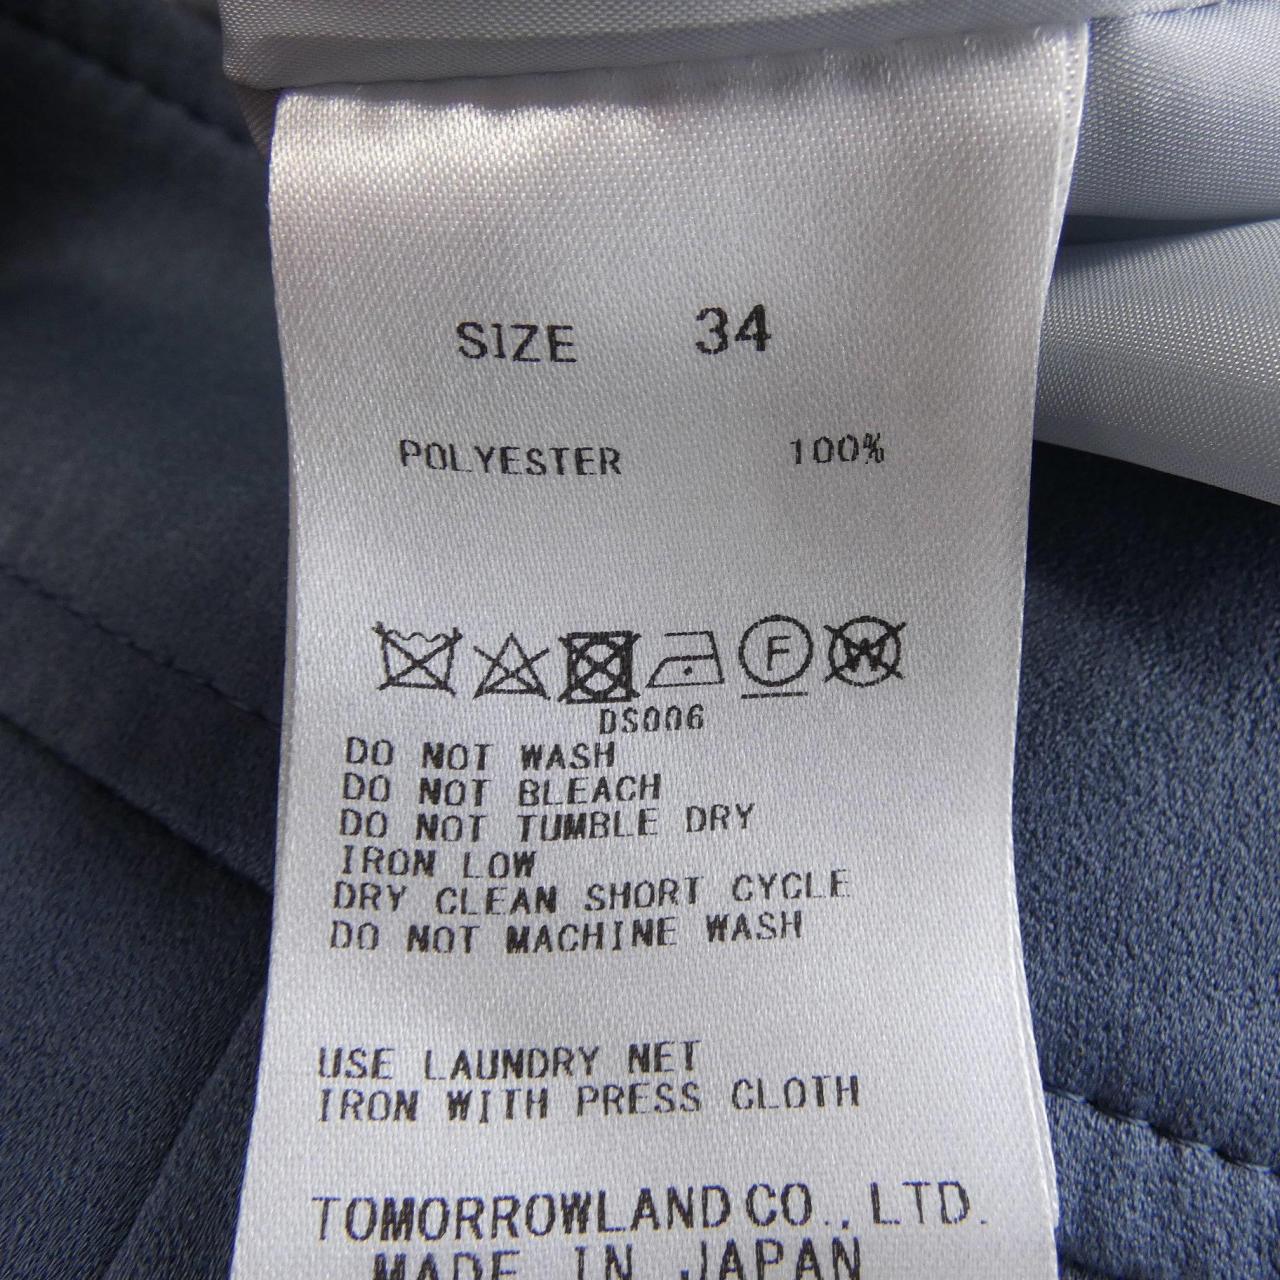 SIZE 34
POLYESTER 100%
F W
DS006
DO NOT WASH
DO NOT BLEACH
DO NOT TUMBLE DRY
IRON LOW
DRY CLEAN SHORT CYCLE
DO NOT MACHINE WASH
USE LAUNDRY NET
IRON WITH PRESS CLOTH
TOMORROWLAND CO., LTD.
MADE IN JAPAN